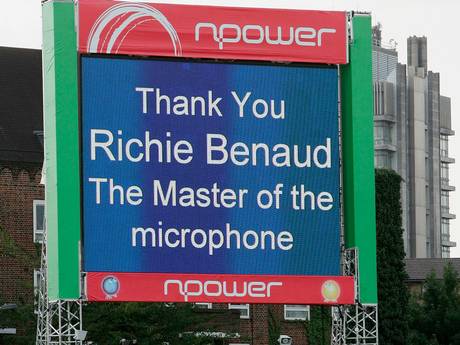 npower
Thank You
Richie Benaud
The Master of the
microphone
npower